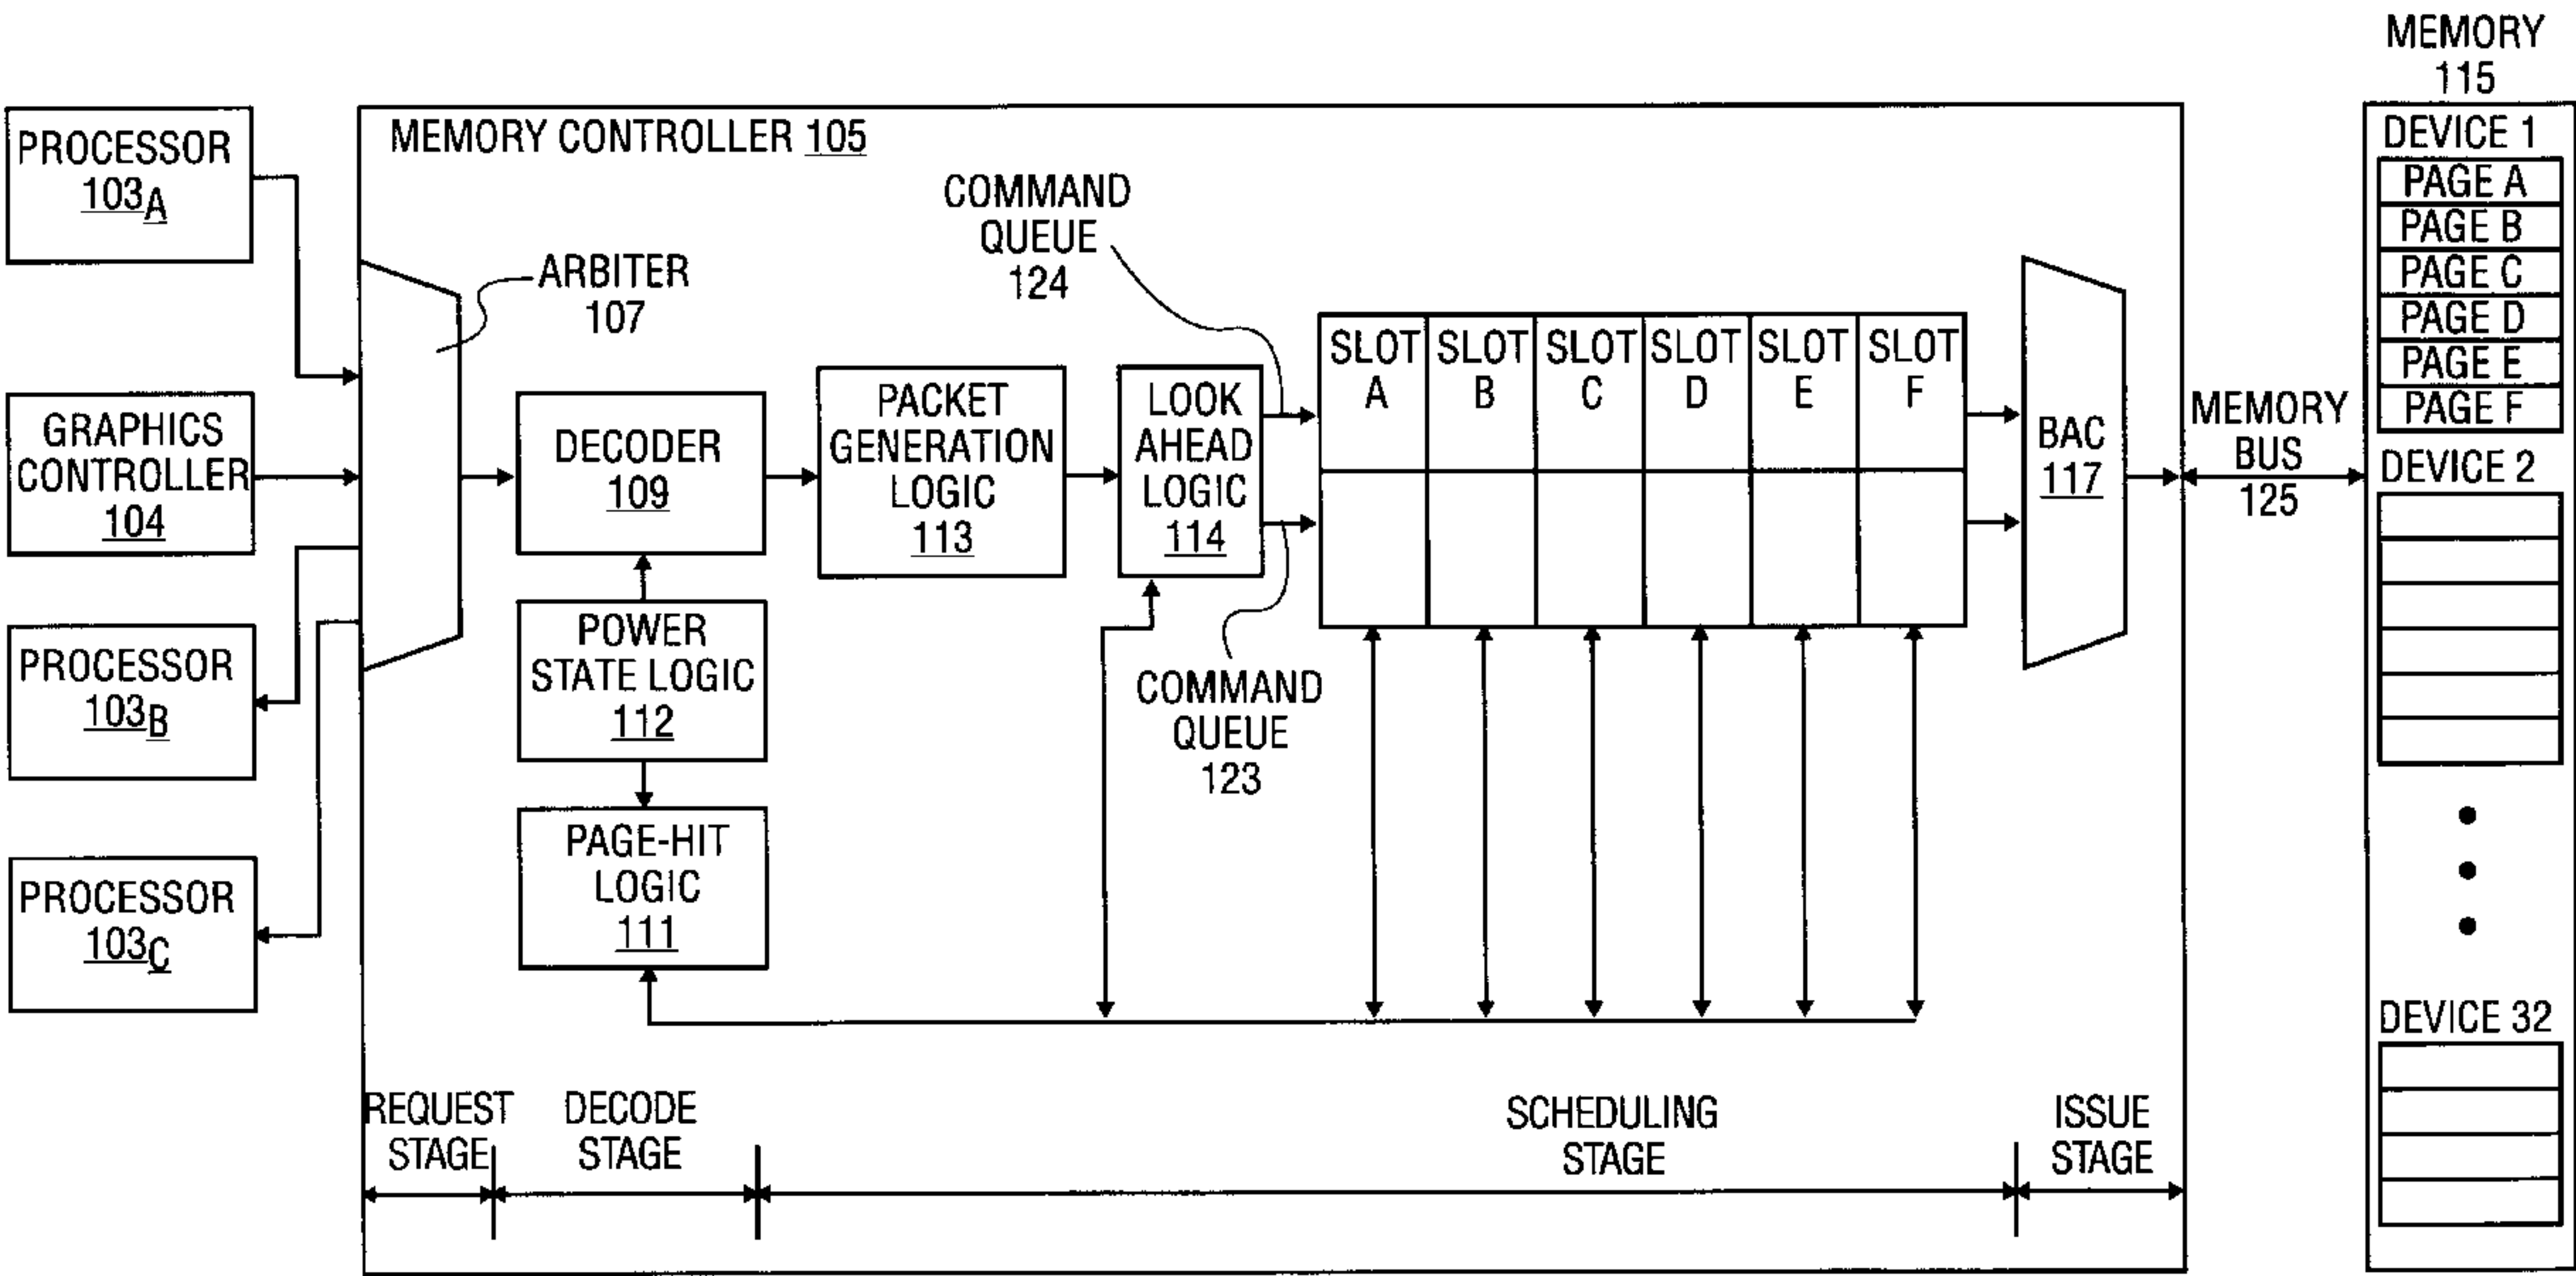 MEMORY
115
PROCESSOR
103A
MEMORY CONTROLLER 105
ARBITER
107
GRAPHICS
CONTROLLER
104
PROCESSOR
103B
PROCESSOR
103C
DECODER
109
POWER
STATE LOGIC
112
PAGE-HIT
LOGIC
111
PACKET
GENERATION
LOGIC
113
LOOK
AHEAD
LOGIC
114
COMMAND
QUEUE
124
COMMAND
QUEUE
123
SLOT SLOT SLOT SLOT SLOT SLOT
A B C D E F
BAC
117
MEMORY
BUS
125
DEVICE 1
PAGE A
PAGE B
PAGE C
PAGE D
PAGE E
PAGE F
DEVICE 2
DEVICE 32
REQUEST
STAGE
DECODE
STAGE
SCHEDULING
STAGE
ISSUE
STAGE